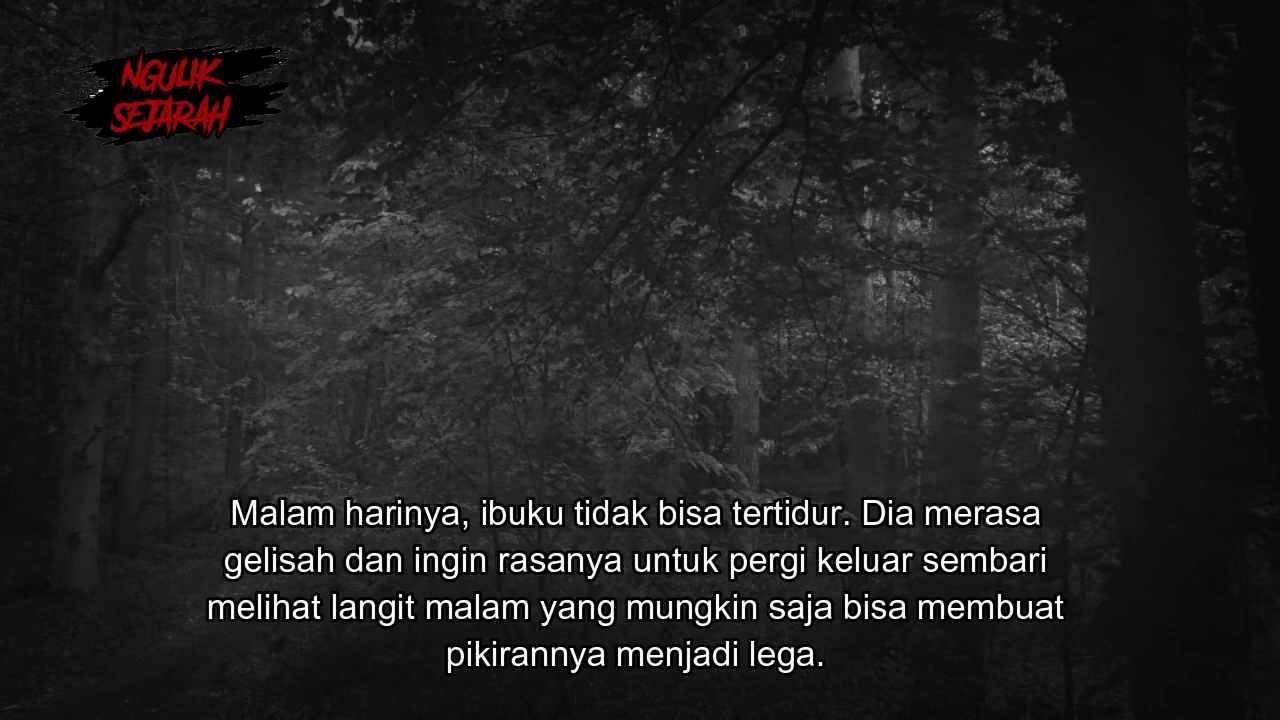 NGULIK
SEJARAH
Malam harinya, ibuku tidak bisa tertidur. Dia merasa
gelisah dan ingin rasanya untuk pergi keluar sembari
melihat langit malam yang mungkin saja bisa membuat
pikirannya menjadi lega.